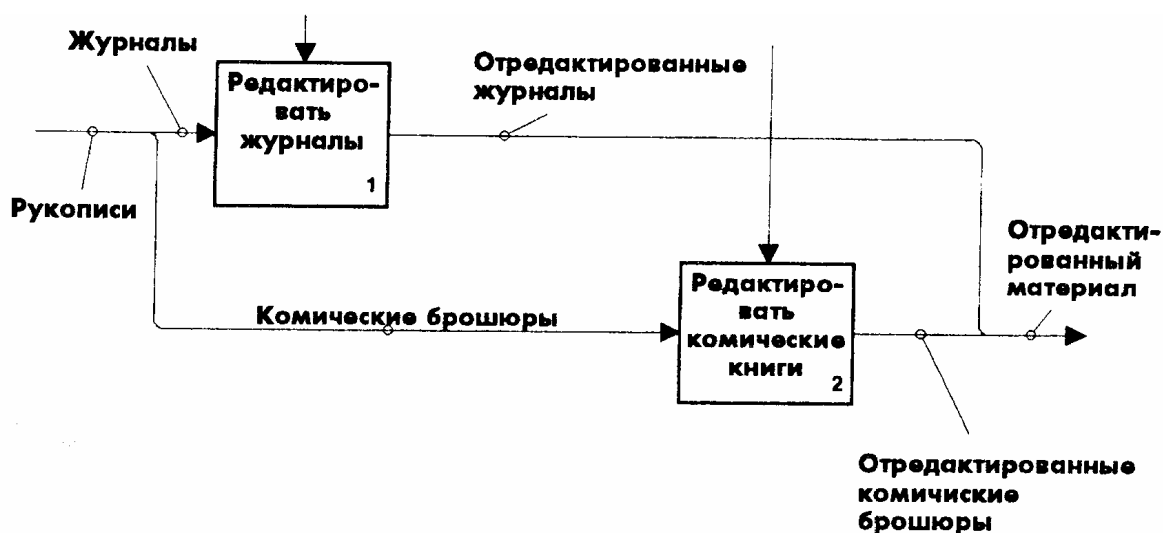 Журналы
Редактиро-
вать
журналы
1
Отредактированные
журналы
Рукописи
Отредакти-
рованный
материал
Комические брошюры
Редактиро-
вать
комические
книги
2
Отредактированные
комичиские
брошюры